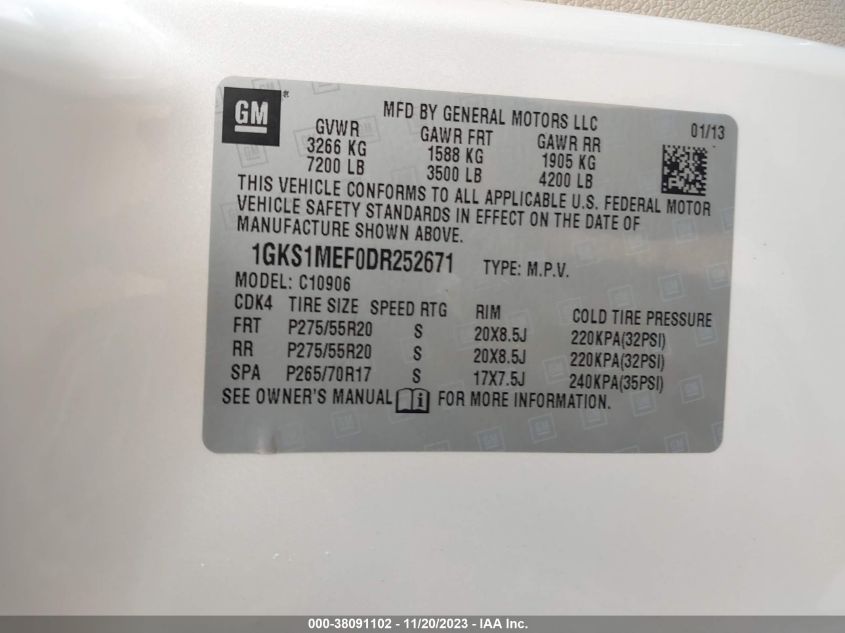 GM®
MFD BY GENERAL MOTORS LLC 01/13
GVWR GAWR FRT GAWR RR
3266 KG 1588 KG 1905 KG
7200 LB 3500 LB 4200 LB
THIS VEHICLE CONFORMS TO ALL APPLICABLE U.S. FEDERAL MOTOR
VEHICLE SAFETY STANDARDS IN EFFECT ON THE DATE OF
MANUFACTURE SHOWN ABOVE.
1GKS1MEF0DR252671 TYPE: M.P.V.
MODEL: C10906
CDK4 TIRE SIZE SPEED RTG RIM COLD TIRE PRESSURE
FRT P275/55R20 S 20X8.5J 220KPA(32PSI)
RR P275/55R20 S 20X8.5J 220KPA(32PSI)
SPA P265/70R17 S 17X7.5J 240KPA(35PSI)
SEE OWNER'S MANUAL i FOR MORE INFORMATION.
000-38091102 - 11/20/2023 - IAA Inc.